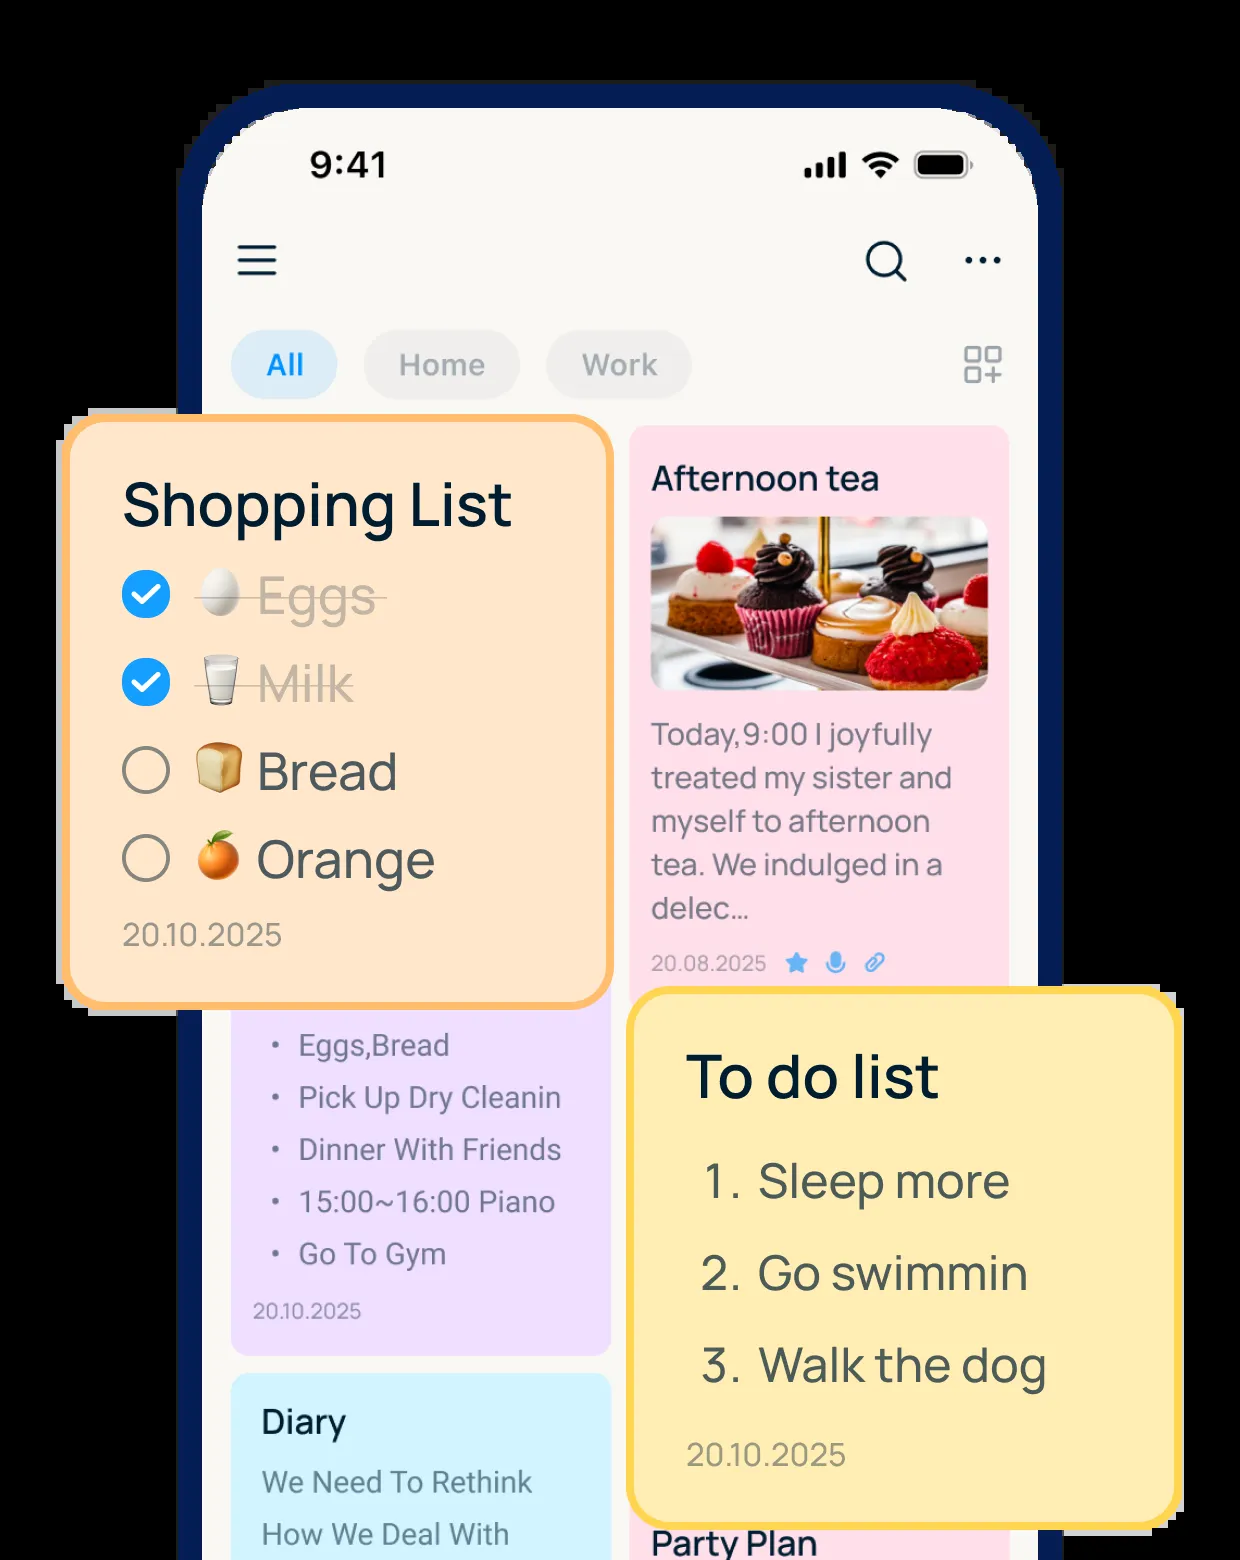 9:41
All
Home
Work
Shopping List
Eggs
Milk
Bread
Orange
20.10.2025
Afternoon tea
Today,9:00 I joyfully
treated my sister and
myself to afternoon
tea. We indulged in a
delec...
20.08.2025
Eggs,Bread
Pick Up Dry Cleanin
Dinner With Friends
15:00~16:00 Piano
Go To Gym
20.10.2025
To do list
1. Sleep more
2. Go swimmin
3. Walk the dog
20.10.2025
Diary
We Need To Rethink
How We Deal With
Party Plan